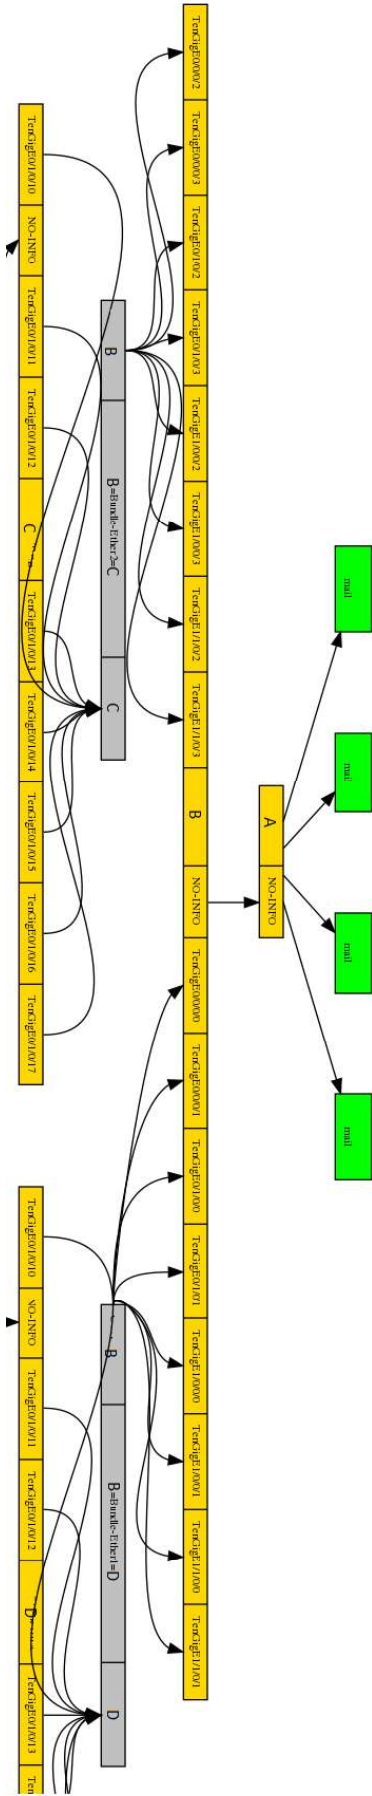 TenGigE0/0/0/2
TenGigE0/0/0/3
TenGigE0/1/0/2
TenGigE0/1/0/3
TenGigE1/0/0/2
TenGigE1/0/0/3
TenGigE1/1/0/2
TenGigE1/1/0/3
B
NO-INFO
TenGigE0/0/0/0
TenGigE0/0/0/1
TenGigE0/1/0/0
TenGigE0/1/0/1
TenGigE1/0/0/0
TenGigE1/0/0/1
TenGigE1/1/0/0
TenGigE1/1/0/1
mail
mail
mail
mail
A
NO-INFO
B
B=Bundle-Ether2=C
C
B
B=Bundle-Ether1=D
D
TenGigE0/1/0/10
NO-INFO
TenGigE0/1/0/11
TenGigE0/1/0/12
C
TenGigE0/1/0/13
TenGigE0/1/0/14
TenGigE0/1/0/15
TenGigE0/1/0/16
TenGigE0/1/0/17
TenGigE0/1/0/10
NO-INFO
TenGigE0/1/0/11
TenGigE0/1/0/12
D
TenGigE0/1/0/13
Ten